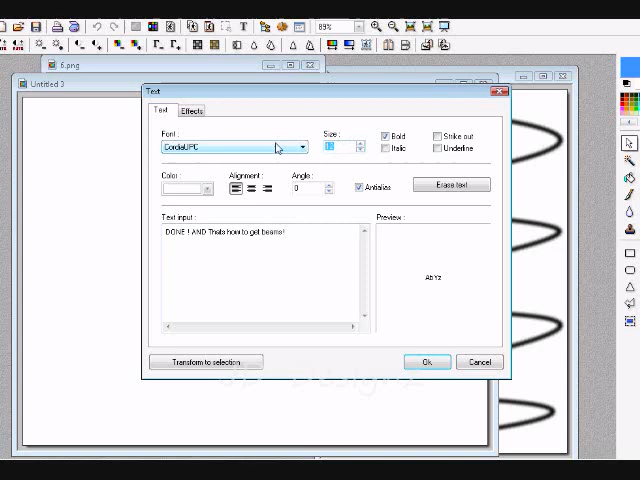 89%
6.png
Untitled 3
Text
Text
Effects
Font :
Size :
CordiaUPC
12
Bold
Strike out
Italic
Underline
Color :
Alignment :
Angle :
0
Antialias
Erase text
Text input :
Preview :
DONE ! AND Thats how to get beams!
AbYz
Transform to selection
Ok
Cancel